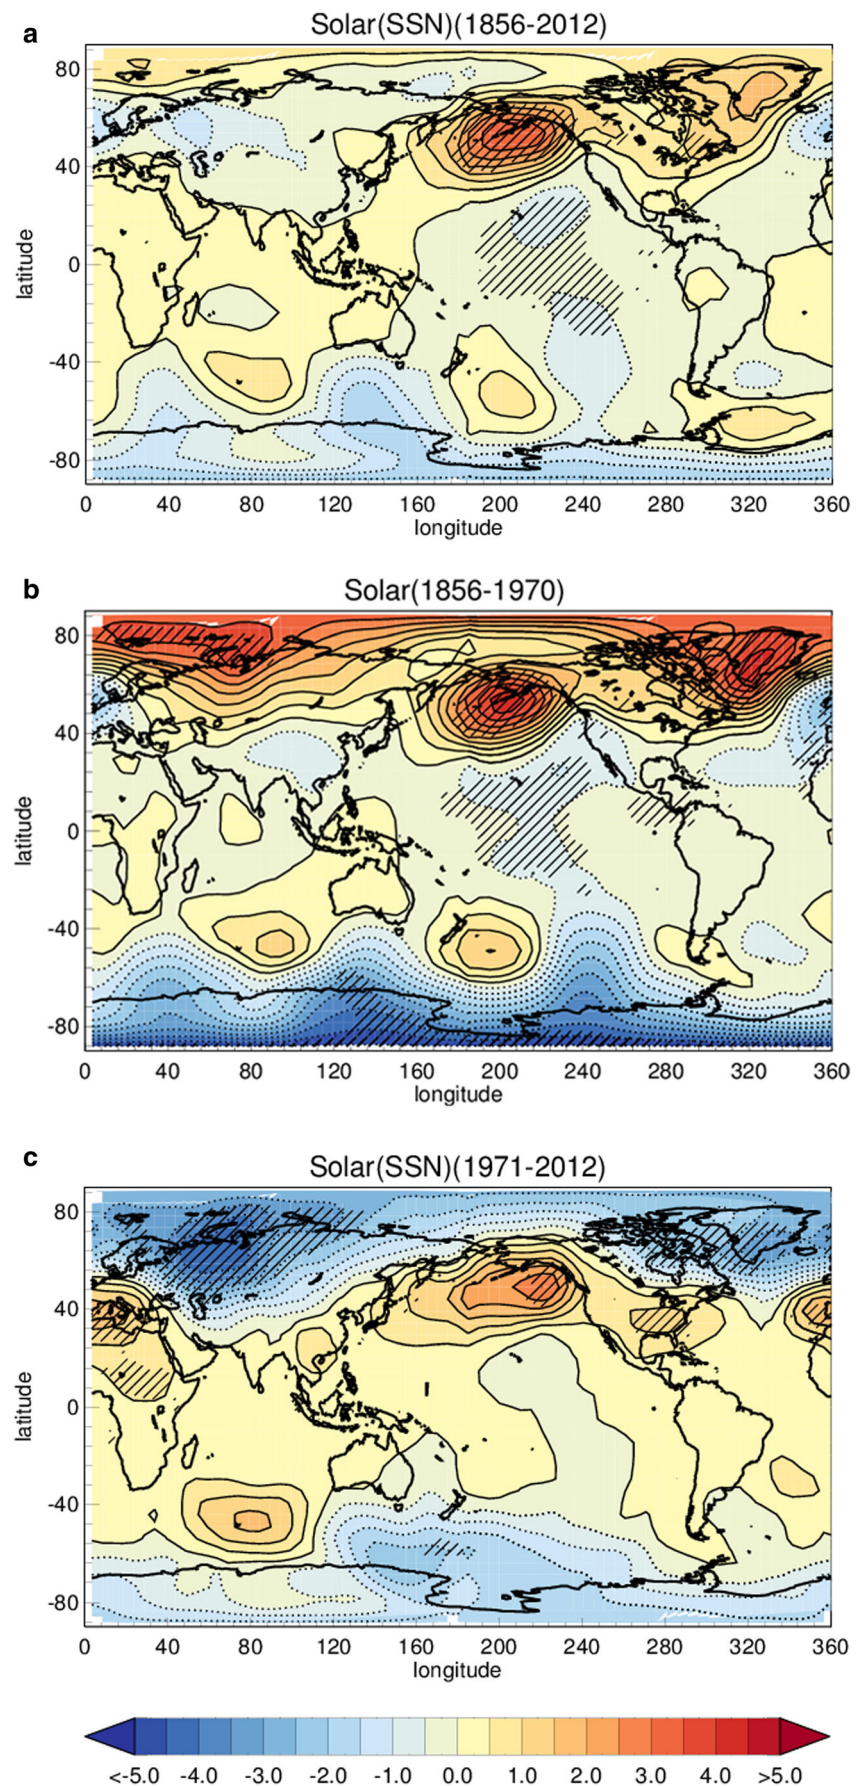 a
Solar(SSN)(1856-2012)
80
40
0
-40
-80
latitude
0 40 80 120 160 200 240 280 320 360
longitude
b
Solar(1856-1970)
80
40
0
-40
-80
latitude
0 40 80 120 160 200 240 280 320 360
longitude
c
Solar(SSN)(1971-2012)
80
40
0
-40
-80
latitude
0 40 80 120 160 200 240 280 320 360
longitude
<-5.0 -4.0 -3.0 -2.0 -1.0 0.0 1.0 2.0 3.0 4.0 >5.0